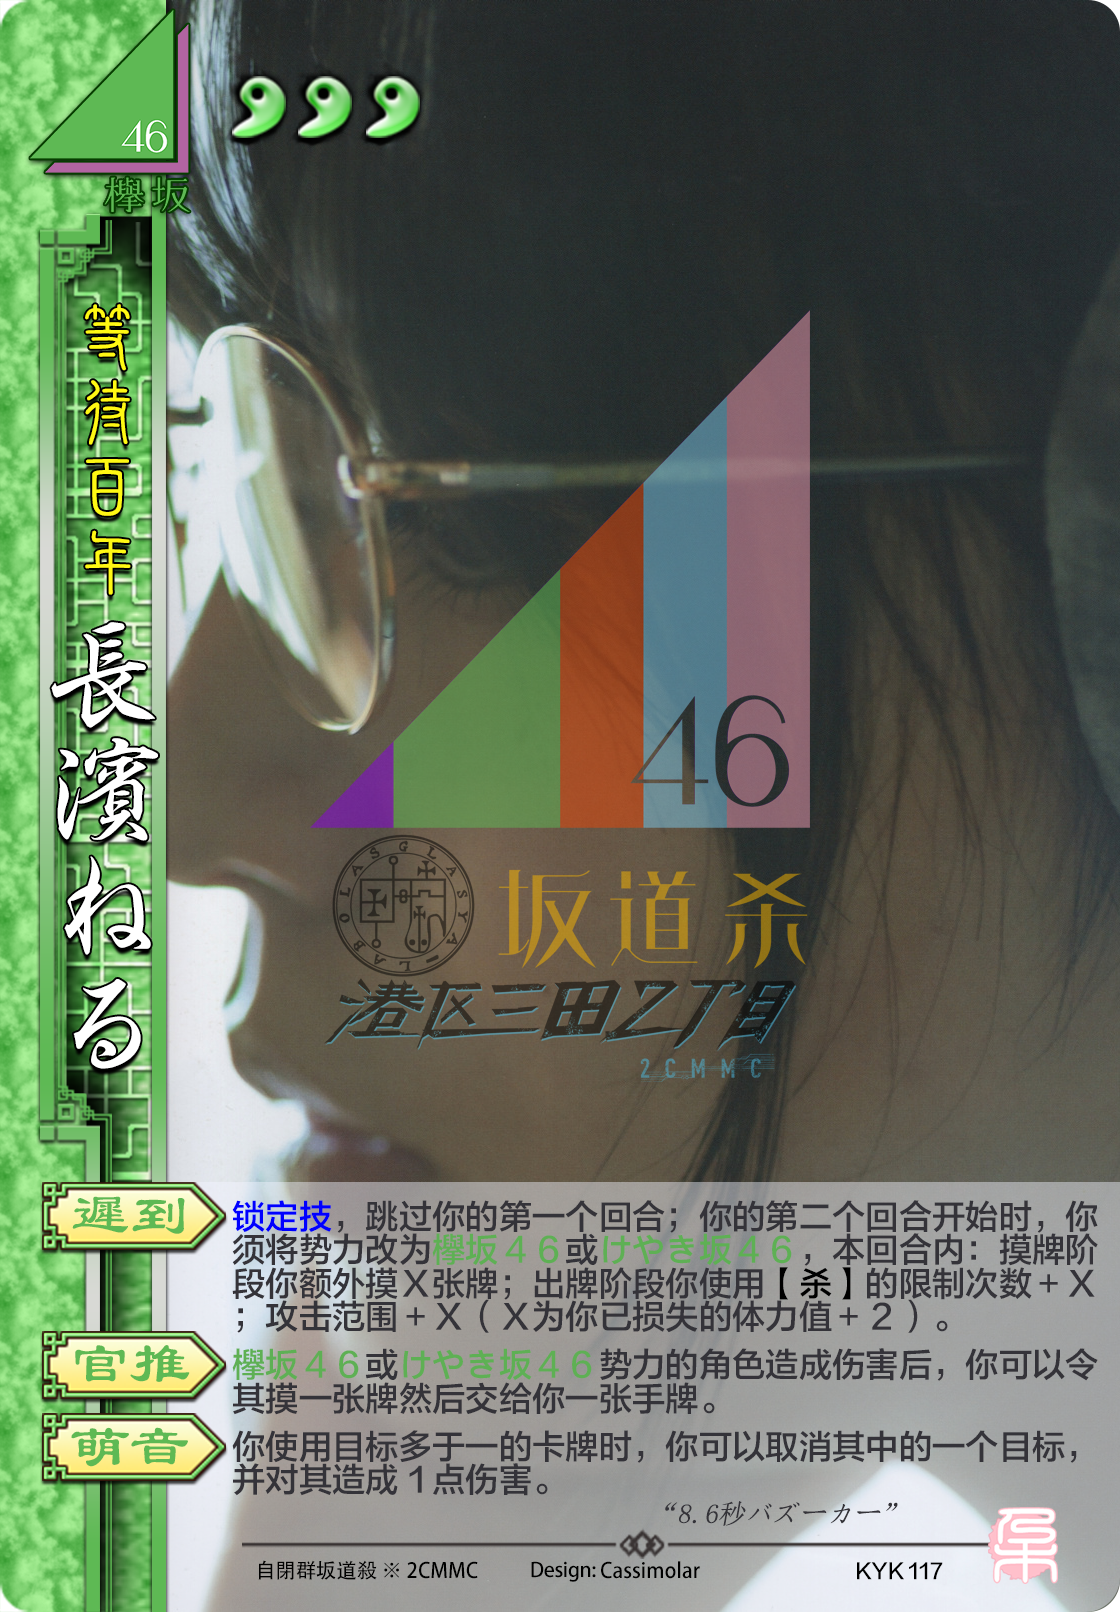 46
欅坂
等待百年
長濱ねる
46
GLASYA-LABOLAS
坂道杀
港区三田2丁目
2CMMC
遅到
锁定技，跳过你的第一个回合；你的第二个回合开始时，你
须将势力改为欅坂４６或けやき坂４６，本回合内：摸牌阶
段你额外摸Ｘ张牌；出牌阶段你使用【杀】的限制次数＋Ｘ
；攻击范围＋Ｘ（Ｘ为你已损失的体力值＋２）。
官推
欅坂４６或けやき坂４６势力的角色造成伤害后，你可以令
其摸一张牌然后交给你一张手牌。
萌音
你使用目标多于一的卡牌时，你可以取消其中的一个目标，
并对其造成１点伤害。
“8.6秒バズーカー”
自閉群坂道殺 ※ 2CMMC
Design: Cassimolar
KYK 117